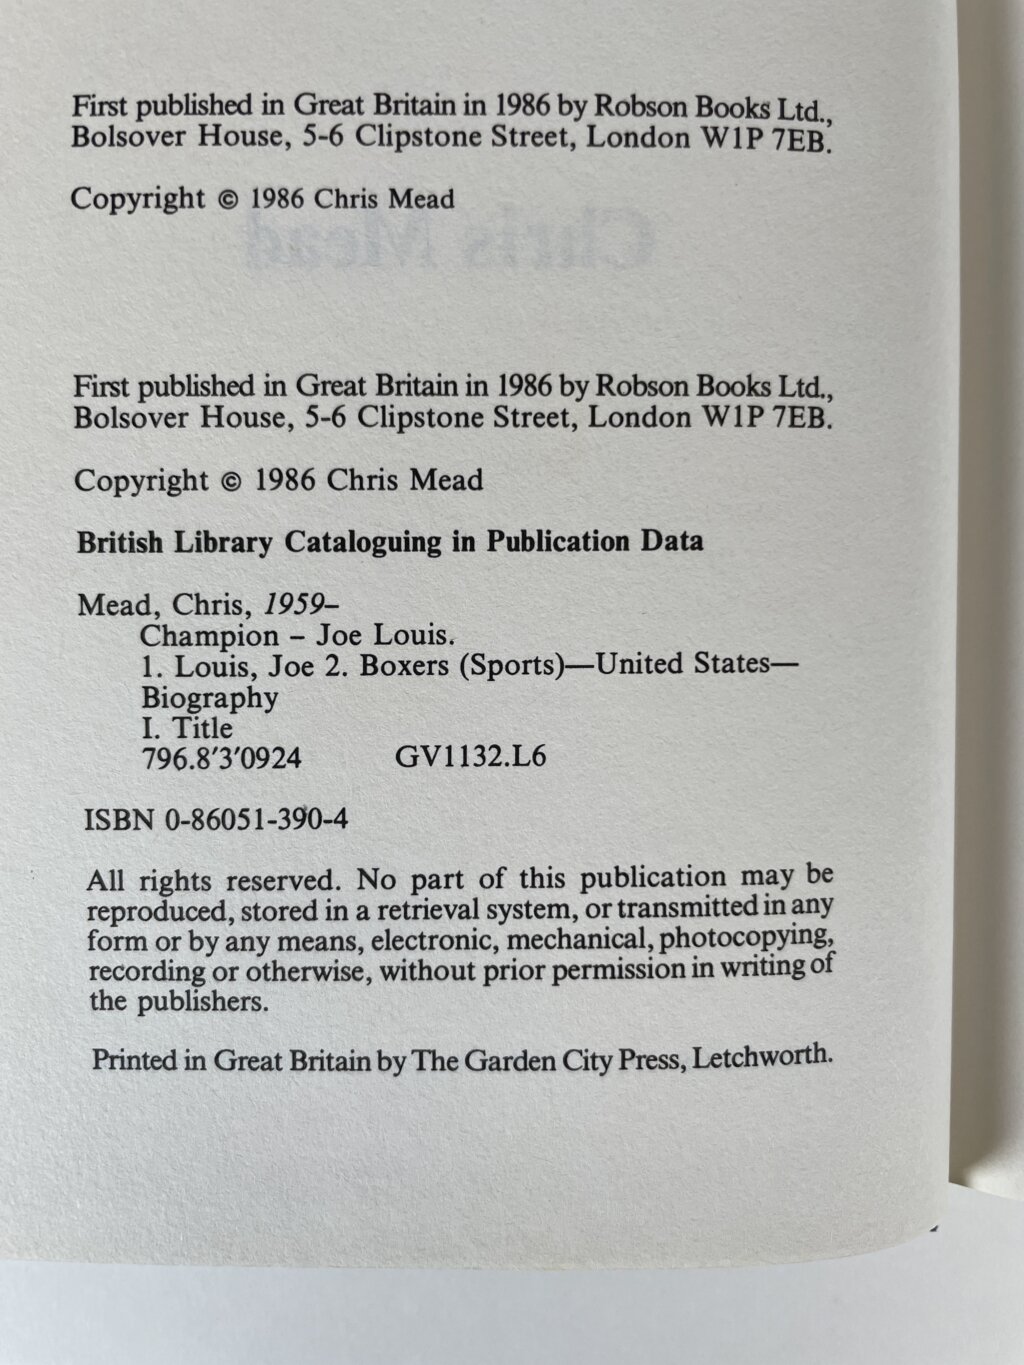 First published in Great Britain in 1986 by Robson Books Ltd.,
Bolsover House, 5-6 Clipstone Street, London W1P 7EB.
Copyright © 1986 Chris Mead
Chris Mead
First published in Great Britain in 1986 by Robson Books Ltd.,
Bolsover House, 5-6 Clipstone Street, London W1P 7EB.
Copyright © 1986 Chris Mead
British Library Cataloguing in Publication Data
Mead, Chris, 1959–
Champion – Joe Louis.
1. Louis, Joe 2. Boxers (Sports)—United States—
Biography
I. Title
796.8′3′0924 GV1132.L6
ISBN 0-86051-390-4
All rights reserved. No part of this publication may be
reproduced, stored in a retrieval system, or transmitted in any
form or by any means, electronic, mechanical, photocopying,
recording or otherwise, without prior permission in writing of
the publishers.
Printed in Great Britain by The Garden City Press, Letchworth.